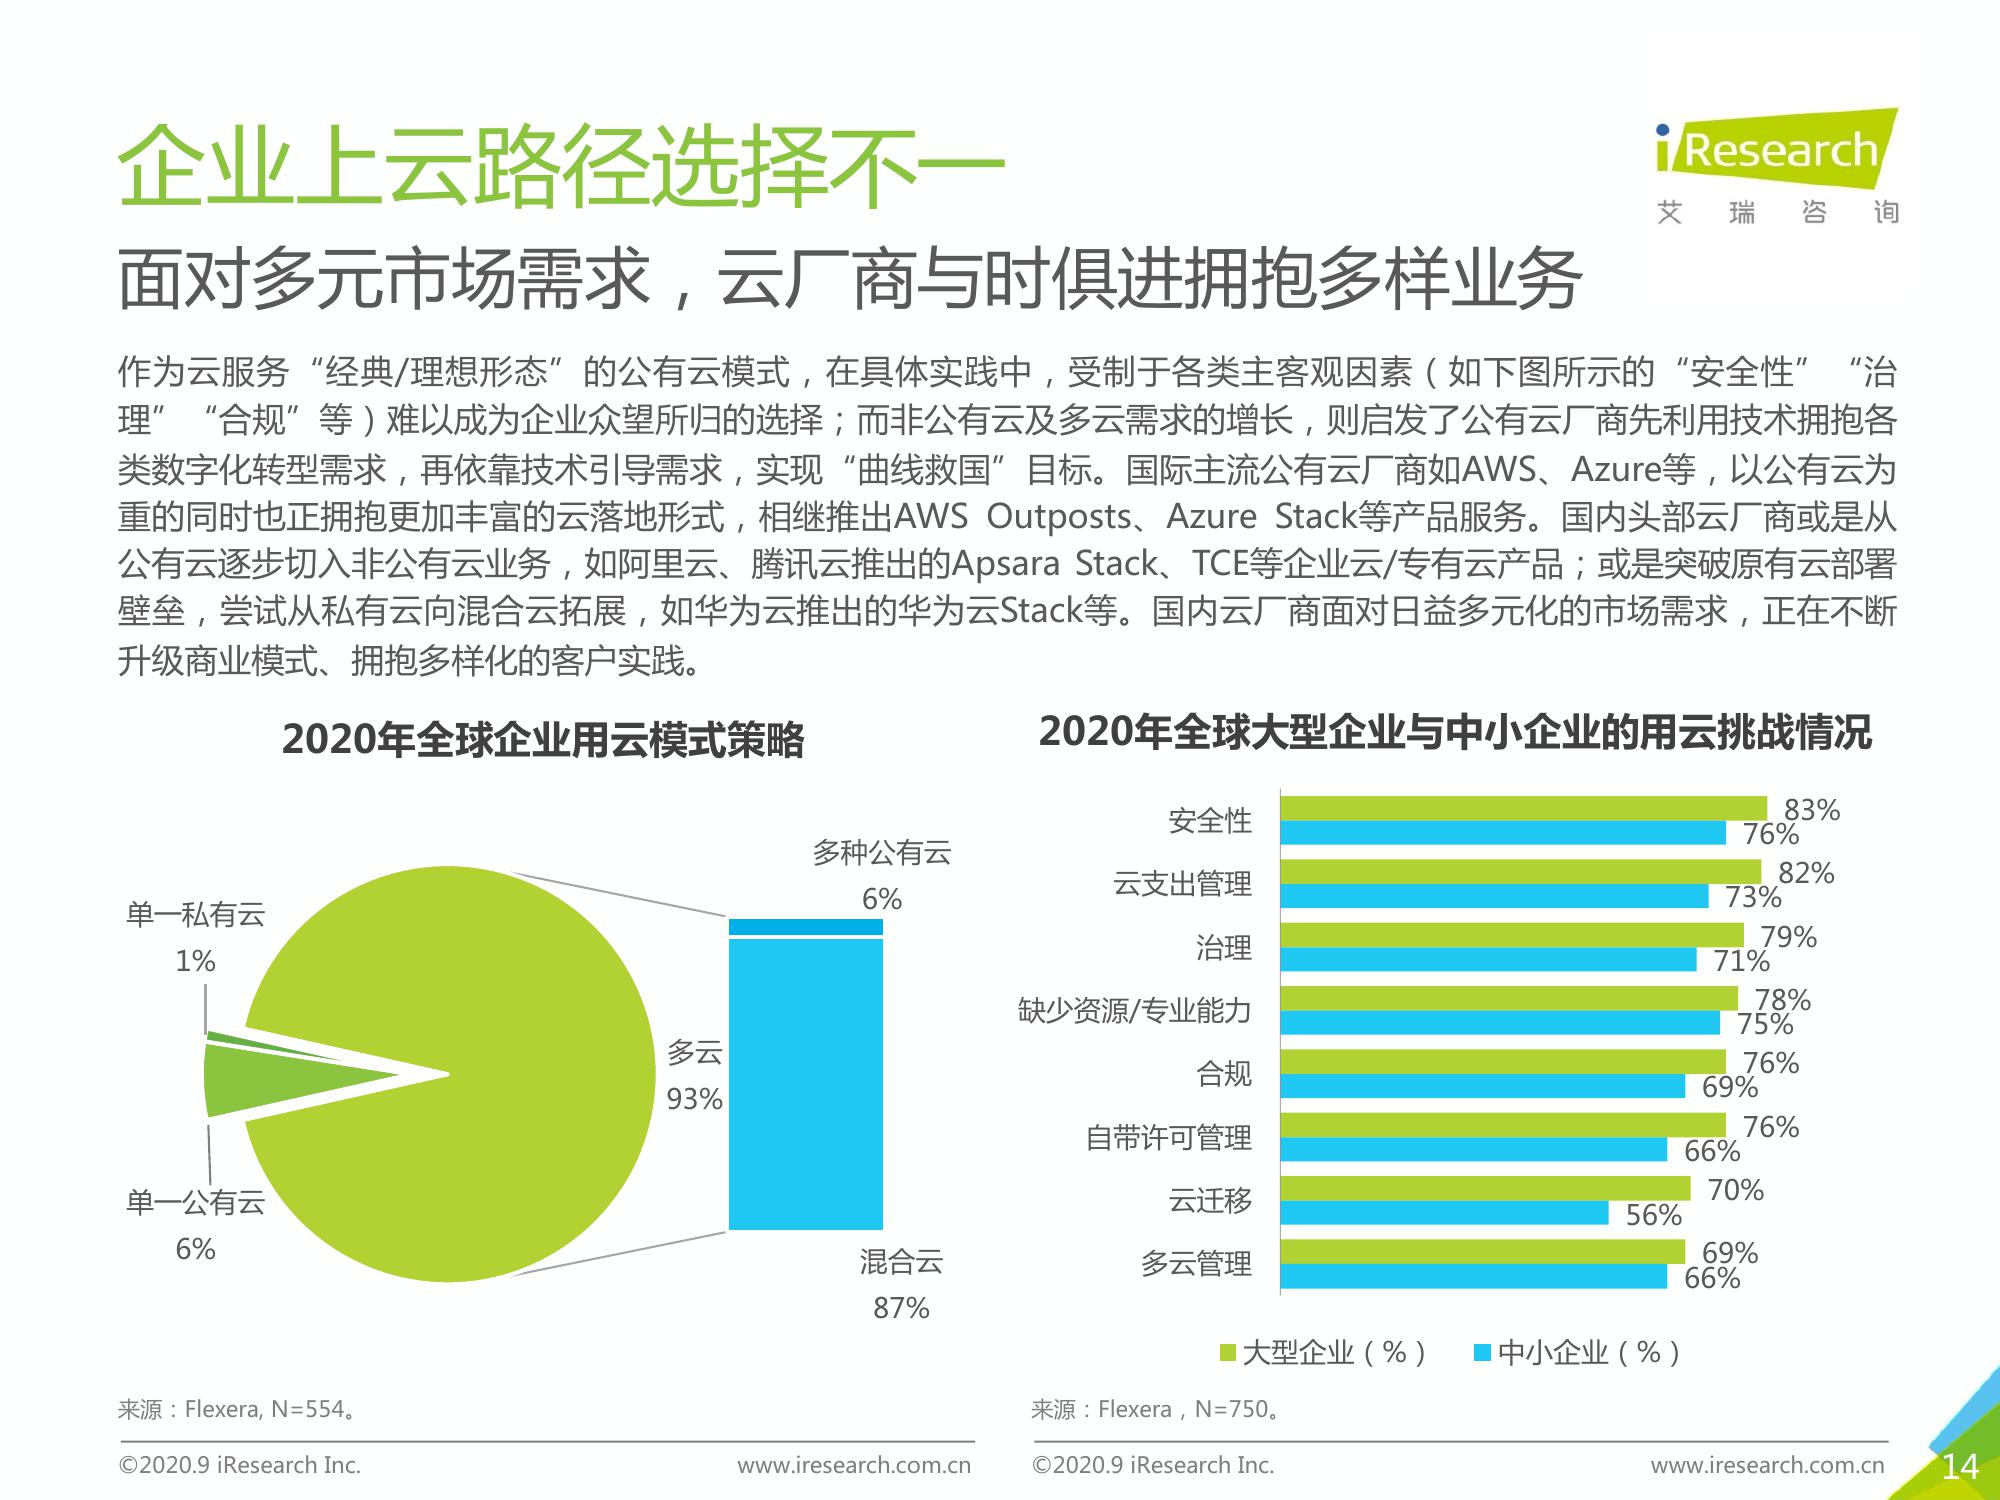 企业上云路径选择不一
iResearch
艾瑞咨询
面对多元市场需求，云厂商与时俱进拥抱多样业务
作为云服务“经典/理想形态”的公有云模式，在具体实践中，受制于各类主客观因素（如下图所示的“安全性”“治
理”“合规”等）难以成为企业众望所归的选择；而非公有云及多云需求的增长，则启发了公有云厂商先利用技术拥抱各
类数字化转型需求，再依靠技术引导需求，实现“曲线救国”目标。国际主流公有云厂商如AWS、Azure等，以公有云为
重的同时也正拥抱更加丰富的云落地形式，相继推出AWS Outposts、Azure Stack等产品服务。国内头部云厂商或是从
公有云逐步切入非公有云业务，如阿里云、腾讯云推出的Apsara Stack、TCE等企业云/专有云产品；或是突破原有云部署
壁垒，尝试从私有云向混合云拓展，如华为云推出的华为云Stack等。国内云厂商面对日益多元化的市场需求，正在不断
升级商业模式、拥抱多样化的客户实践。
2020年全球企业用云模式策略
单一私有云
1%
单一公有云
6%
多云
93%
多种公有云
6%
混合云
87%
来源：Flexera, N=554。
©2020.9 iResearch Inc.
www.iresearch.com.cn
2020年全球大型企业与中小企业的用云挑战情况
安全性
83%
76%
云支出管理
82%
73%
治理
79%
71%
缺少资源/专业能力
78%
75%
合规
76%
69%
自带许可管理
76%
66%
云迁移
70%
56%
多云管理
69%
66%
大型企业（%）
中小企业（%）
来源：Flexera，N=750。
©2020.9 iResearch Inc.
www.iresearch.com.cn
14